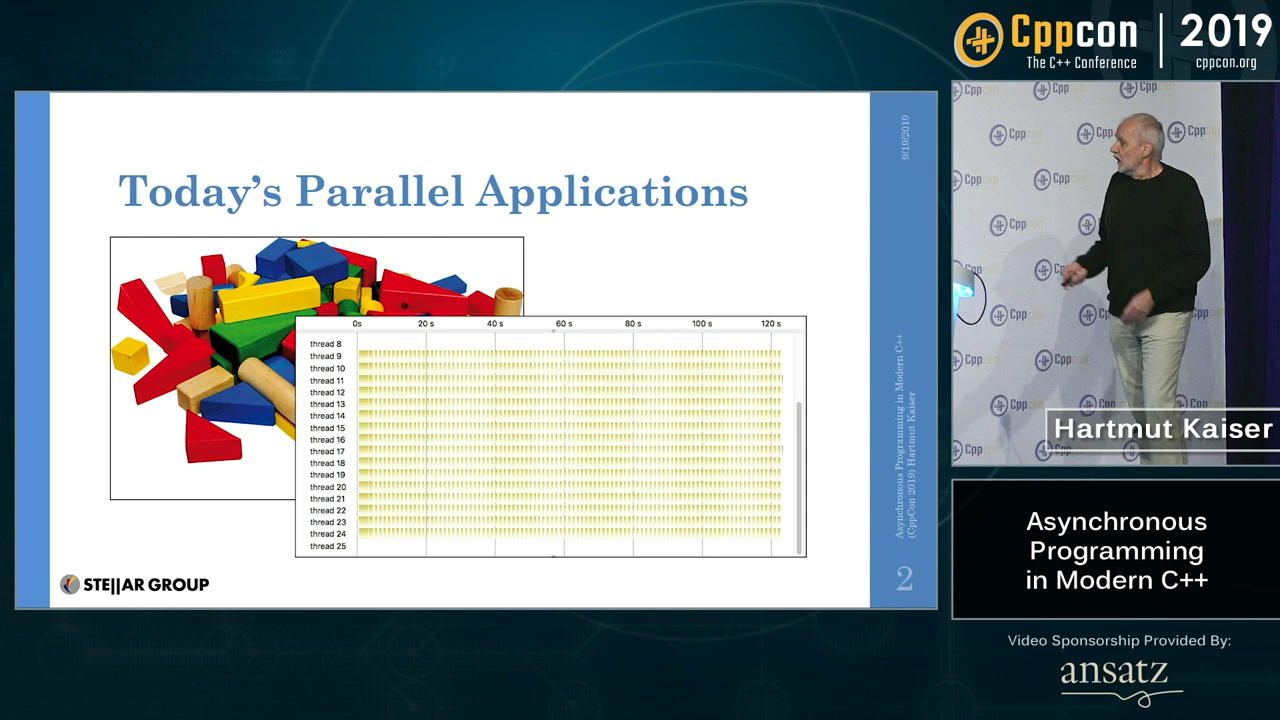 Cppcon
The C++ Conference
2019
cppcon.org
Today's Parallel Applications
0s 20 s 40 s 60 s 80 s 100 s 120 s
thread 8
thread 9
thread 10
thread 11
thread 12
thread 13
thread 14
thread 15
thread 16
thread 17
thread 18
thread 19
thread 20
thread 21
thread 22
thread 23
thread 24
thread 25
STE||AR GROUP
9/19/2019
Asynchronous Programming in Modern C++
(CppCon 2019) Hartmut Kaiser
2
Hartmut Kaiser
Asynchronous
Programming
in Modern C++
Video Sponsorship Provided By:
ansatz